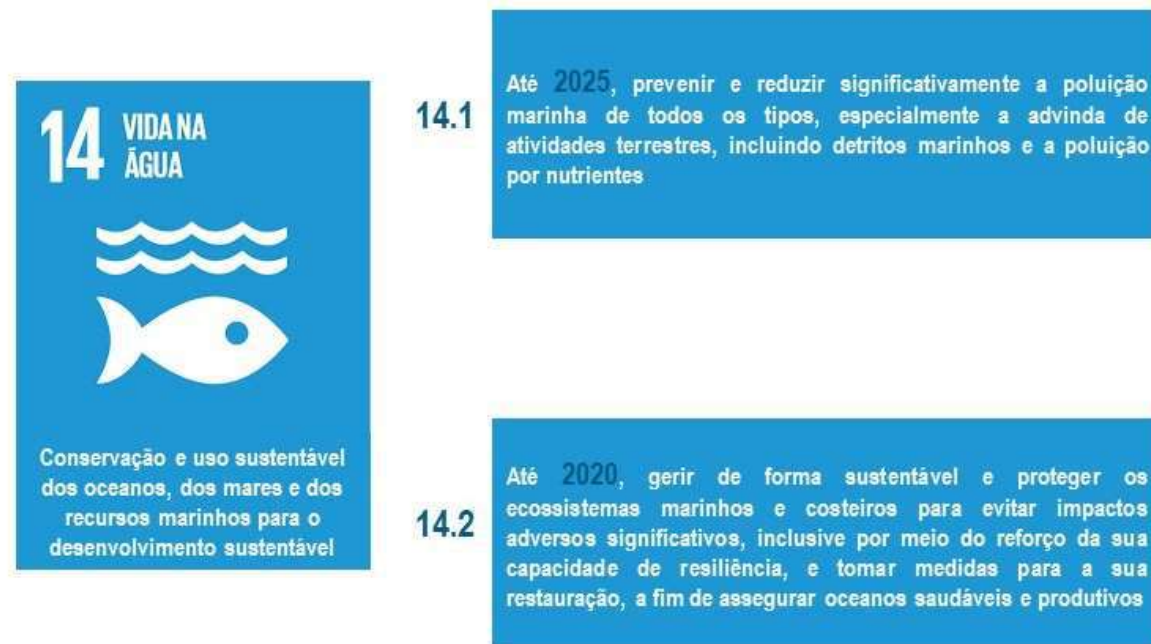 14 VIDA NA
ÁGUA
Conservação e uso sustentável
dos oceanos, dos mares e dos
recursos marinhos para o
desenvolvimento sustentável
14.1
Até 2025, prevenir e reduzir significativamente a poluição
marinha de todos os tipos, especialmente a advinda de
atividades terrestres, incluindo detritos marinhos e a poluição
por nutrientes
14.2
Até 2020, gerir de forma sustentável e proteger os
ecossistemas marinhos e costeiros para evitar impactos
adversos significativos, inclusive por meio do reforço da sua
capacidade de resiliência, e tomar medidas para a sua
restauração, a fim de assegurar oceanos saudáveis e produtivos